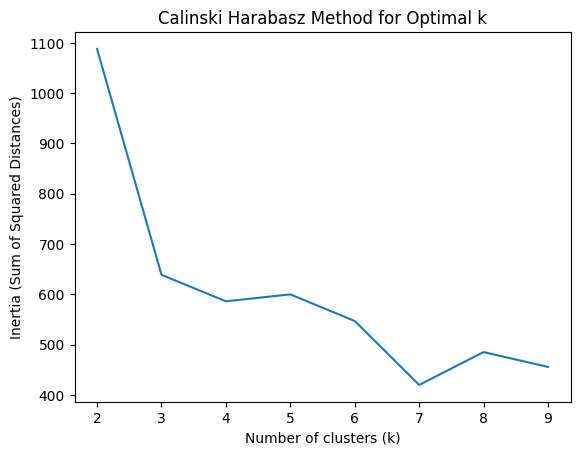 Calinski Harabasz Method for Optimal k
Inertia (Sum of Squared Distances)
1100
1000
900
800
700
600
500
400
2 3 4 5 6 7 8 9
Number of clusters (k)